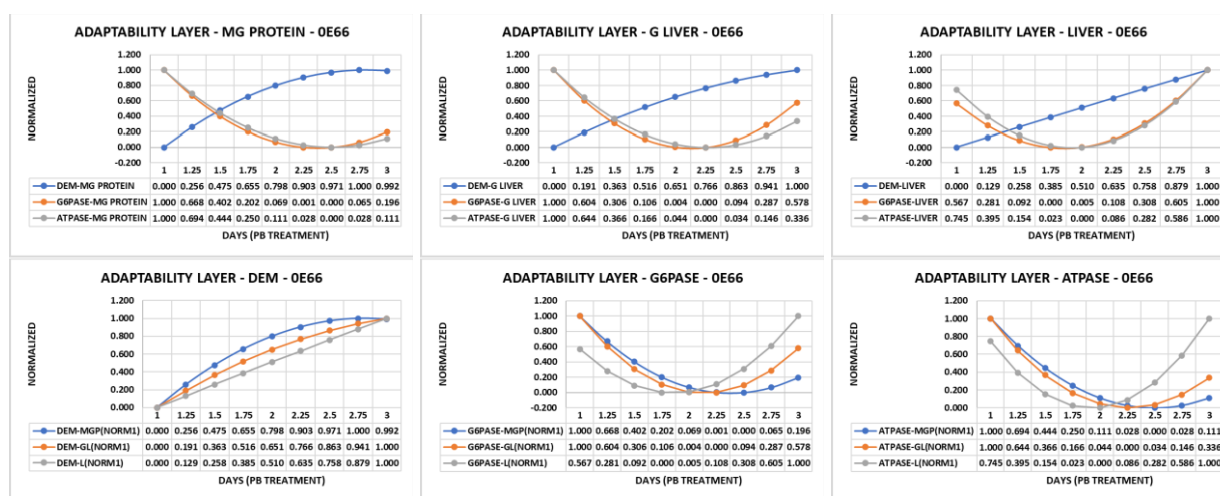 ADAPTABILITY LAYER - MG PROTEIN - 0E66
NORMALIZED
1.200
1.000
0.800
0.600
0.400
0.200
0.000
-0.200
1 1.25 1.5 1.75 2 2.25 2.5 2.75 3
DEM-MG PROTEIN 0.000 0.256 0.475 0.655 0.798 0.903 0.971 1.000 0.992
G6PASE-MG PROTEIN 1.000 0.668 0.402 0.202 0.069 0.001 0.000 0.065 0.196
ATPASE-MG PROTEIN 1.000 0.694 0.444 0.250 0.111 0.028 0.000 0.028 0.111
DAYS (PB TREATMENT)
ADAPTABILITY LAYER - G LIVER - 0E66
NORMALIZED
1.200
1.000
0.800
0.600
0.400
0.200
0.000
-0.200
1 1.25 1.5 1.75 2 2.25 2.5 2.75 3
DEM-G LIVER 0.000 0.191 0.363 0.516 0.651 0.766 0.863 0.941 1.000
G6PASE-G LIVER 1.000 0.604 0.306 0.106 0.004 0.000 0.094 0.287 0.578
ATPASE-G LIVER 1.000 0.644 0.366 0.166 0.044 0.000 0.034 0.146 0.336
DAYS (PB TREATMENT)
ADAPTABILITY LAYER - LIVER - 0E66
NORMALIZED
1.200
1.000
0.800
0.600
0.400
0.200
0.000
-0.200
1 1.25 1.5 1.75 2 2.25 2.5 2.75 3
DEM-LIVER 0.000 0.129 0.258 0.385 0.510 0.635 0.758 0.879 1.000
G6PASE-LIVER 0.567 0.281 0.092 0.000 0.005 0.108 0.308 0.605 1.000
ATPASE-LIVER 0.745 0.395 0.154 0.023 0.000 0.086 0.282 0.586 1.000
DAYS (PB TREATMENT)
ADAPTABILITY LAYER - DEM - 0E66
NORMALIZED
1.200
1.000
0.800
0.600
0.400
0.200
0.000
1 1.25 1.5 1.75 2 2.25 2.5 2.75 3
DEM-MGP(NORM1) 0.000 0.256 0.475 0.655 0.798 0.903 0.971 1.000 0.992
DEM-GL(NORM1) 0.000 0.191 0.363 0.516 0.651 0.766 0.863 0.941 1.000
DEM-L(NORM1) 0.000 0.129 0.258 0.385 0.510 0.635 0.758 0.879 1.000
DAYS (PB TREATMENT)
ADAPTABILITY LAYER - G6PASE - 0E66
NORMALIZED
1.200
1.000
0.800
0.600
0.400
0.200
0.000
-0.200
1 1.25 1.5 1.75 2 2.25 2.5 2.75 3
G6PASE-MGP(NORM1) 1.000 0.668 0.402 0.202 0.069 0.001 0.000 0.065 0.196
G6PASE-GL(NORM1) 1.000 0.604 0.306 0.106 0.004 0.000 0.094 0.287 0.578
G6PASE-L(NORM1) 0.567 0.281 0.092 0.000 0.005 0.108 0.308 0.605 1.000
DAYS (PB TREATMENT)
ADAPTABILITY LAYER - ATPASE - 0E66
NORMALIZED
1.200
1.000
0.800
0.600
0.400
0.200
0.000
1 1.25 1.5 1.75 2 2.25 2.5 2.75 3
ATPASE-MGP(NORM1) 1.000 0.694 0.444 0.250 0.111 0.028 0.000 0.028 0.111
ATPASE-GL(NORM1) 1.000 0.644 0.366 0.166 0.044 0.000 0.034 0.146 0.336
ATPASE-L(NORM1) 0.745 0.395 0.154 0.023 0.000 0.086 0.282 0.586 1.000
DAYS (PB TREATMENT)